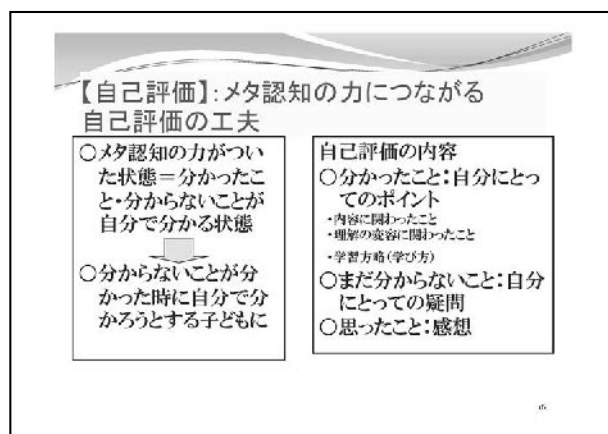 【自己評価】:メタ認知の力につながる
自己評価の工夫
○メタ認知の力がつい
た状態＝分かったこ
と・分からないことが
自分で分かる状態
○分からないことが分
かった時に自分で分
かろうとする子どもに
自己評価の内容
○分かったこと:自分にとっ
てのポイント
・内容に関わったこと
・理解の変容に関わったこと
・学習方略(学び方)
○まだ分からないこと:自分
にとっての疑問
○思ったこと:感想